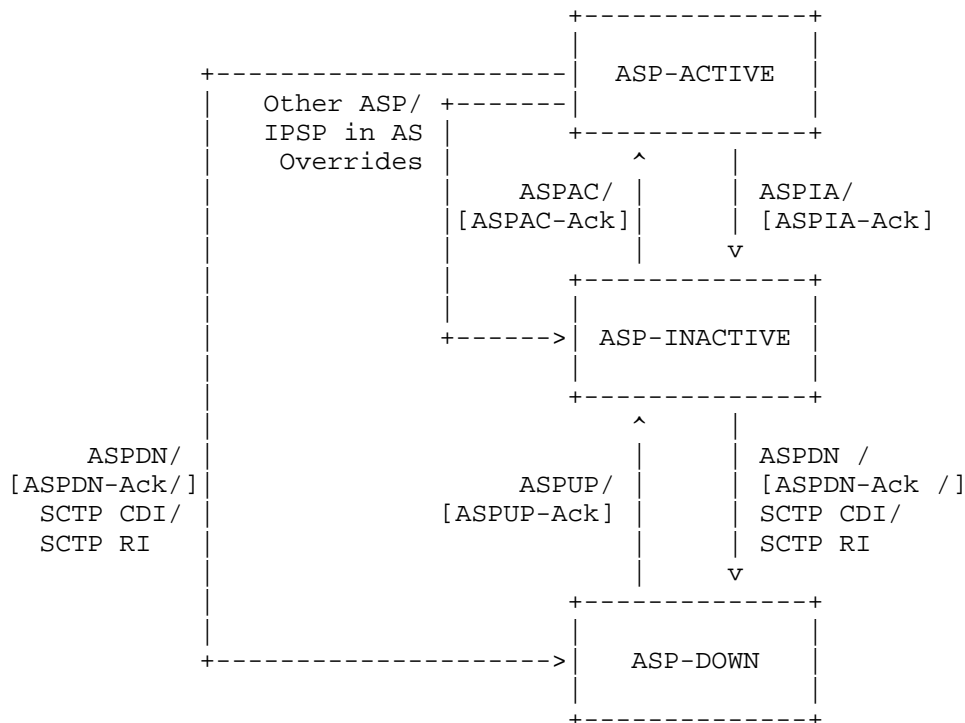 ASP-ACTIVE
Other ASP/
IPSP in AS
Overrides
ASPAC/
[ASPAC-Ack]
ASPIA/
[ASPIA-Ack]
ASP-INACTIVE
ASPDN/
[ASPDN-Ack/]
SCTP CDI/
SCTP RI
ASPUP/
[ASPUP-Ack]
ASPDN /
[ASPDN-Ack /]
SCTP CDI/
SCTP RI
ASP-DOWN